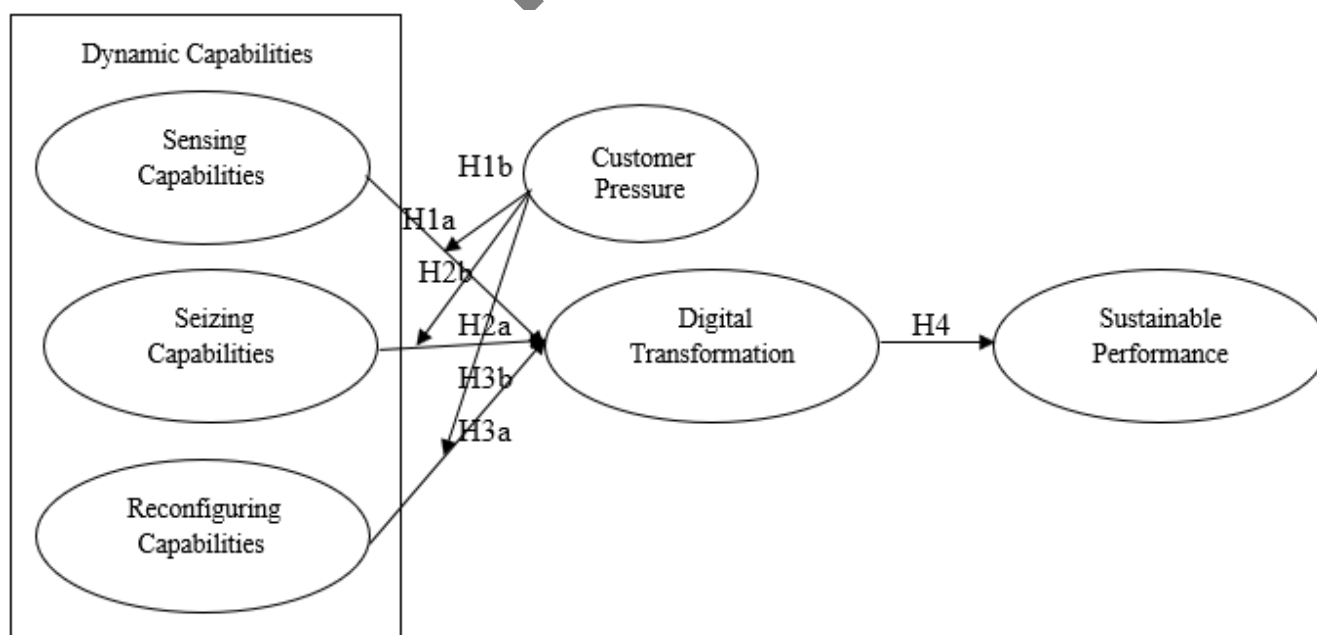 Dynamic Capabilities
Sensing
Capabilities
Customer
Pressure
H1b
H1a
H2b
Seizing
Capabilities
H2a
Digital
Transformation
H4
Sustainable
Performance
H3b
H3a
Reconfiguring
Capabilities